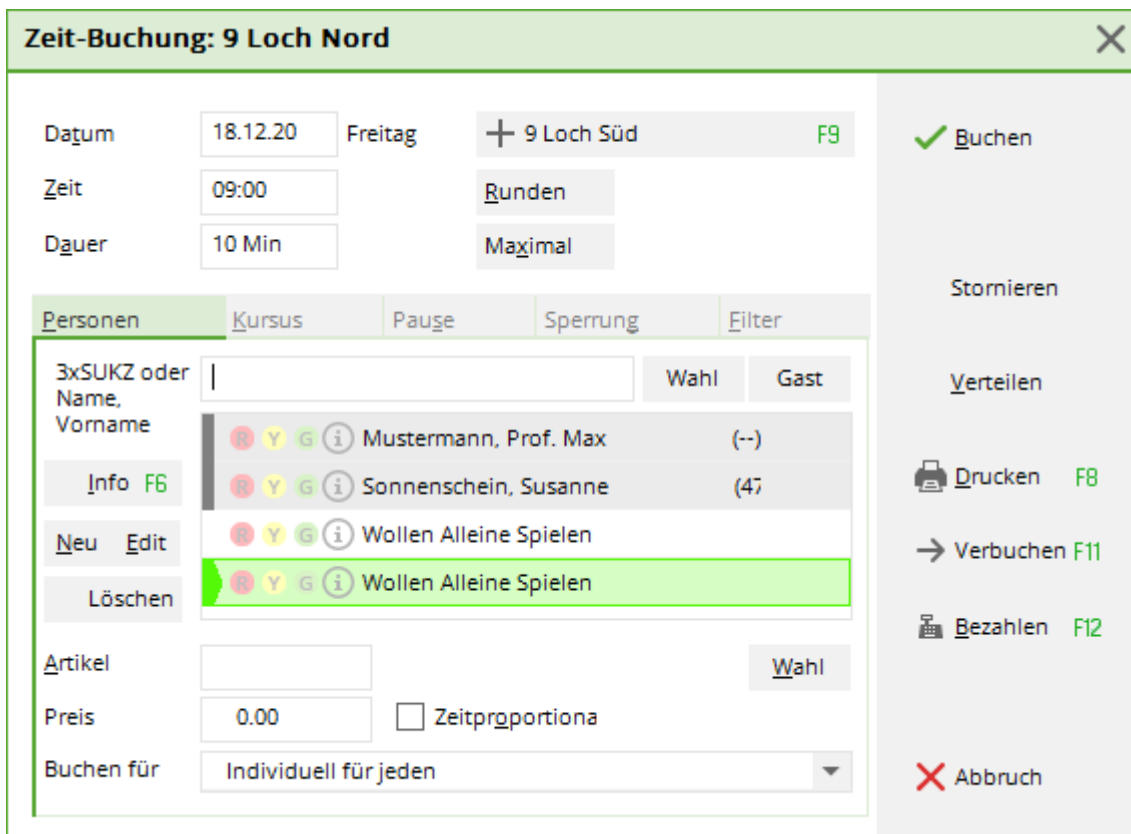 Zeit-Buchung: 9 Loch Nord
Datum 18.12.20 Freitag 9 Loch Süd F9
Buchen
Zeit 09:00 Runden
Dauer 10 Min Maximal
Stornieren
Personen Kursus Pause Sperrung Filter
3xSUKZ oder
Name,
Vorname
Wahl Gast
Verteilen
R Y G i Mustermann, Prof. Max (--)
Info F6
R Y G i Sonnenschein, Susanne (47
Drucken F8
Neu Edit
R Y G i Wollen Alleine Spielen
Verbuchen F11
Löschen
R Y G i Wollen Alleine Spielen
Bezahlen F12
Artikel Wahl
Preis 0.00 Zeitproportiona
Buchen für Individuell für jeden
Abbruch